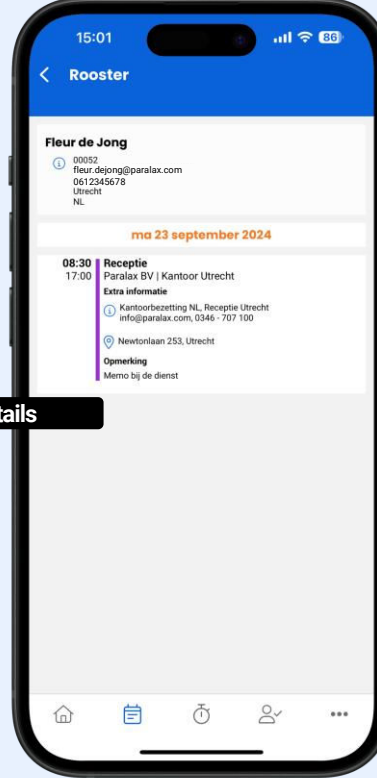 15:01
86
Rooster
Fleur de Jong
00052
fleur.dejong@paralax.com
0612345678
Utrecht
NL
ma 23 september 2024
08:30 Receptie
17:00 Paralax BV | Kantoor Utrecht
Extra informatie
Kantoorbezetting NL, Receptie Utrecht
info@paralax.com, 0346 - 707 100
Newtonlaan 253, Utrecht
Opmerking
Memo bij de dienst
tails